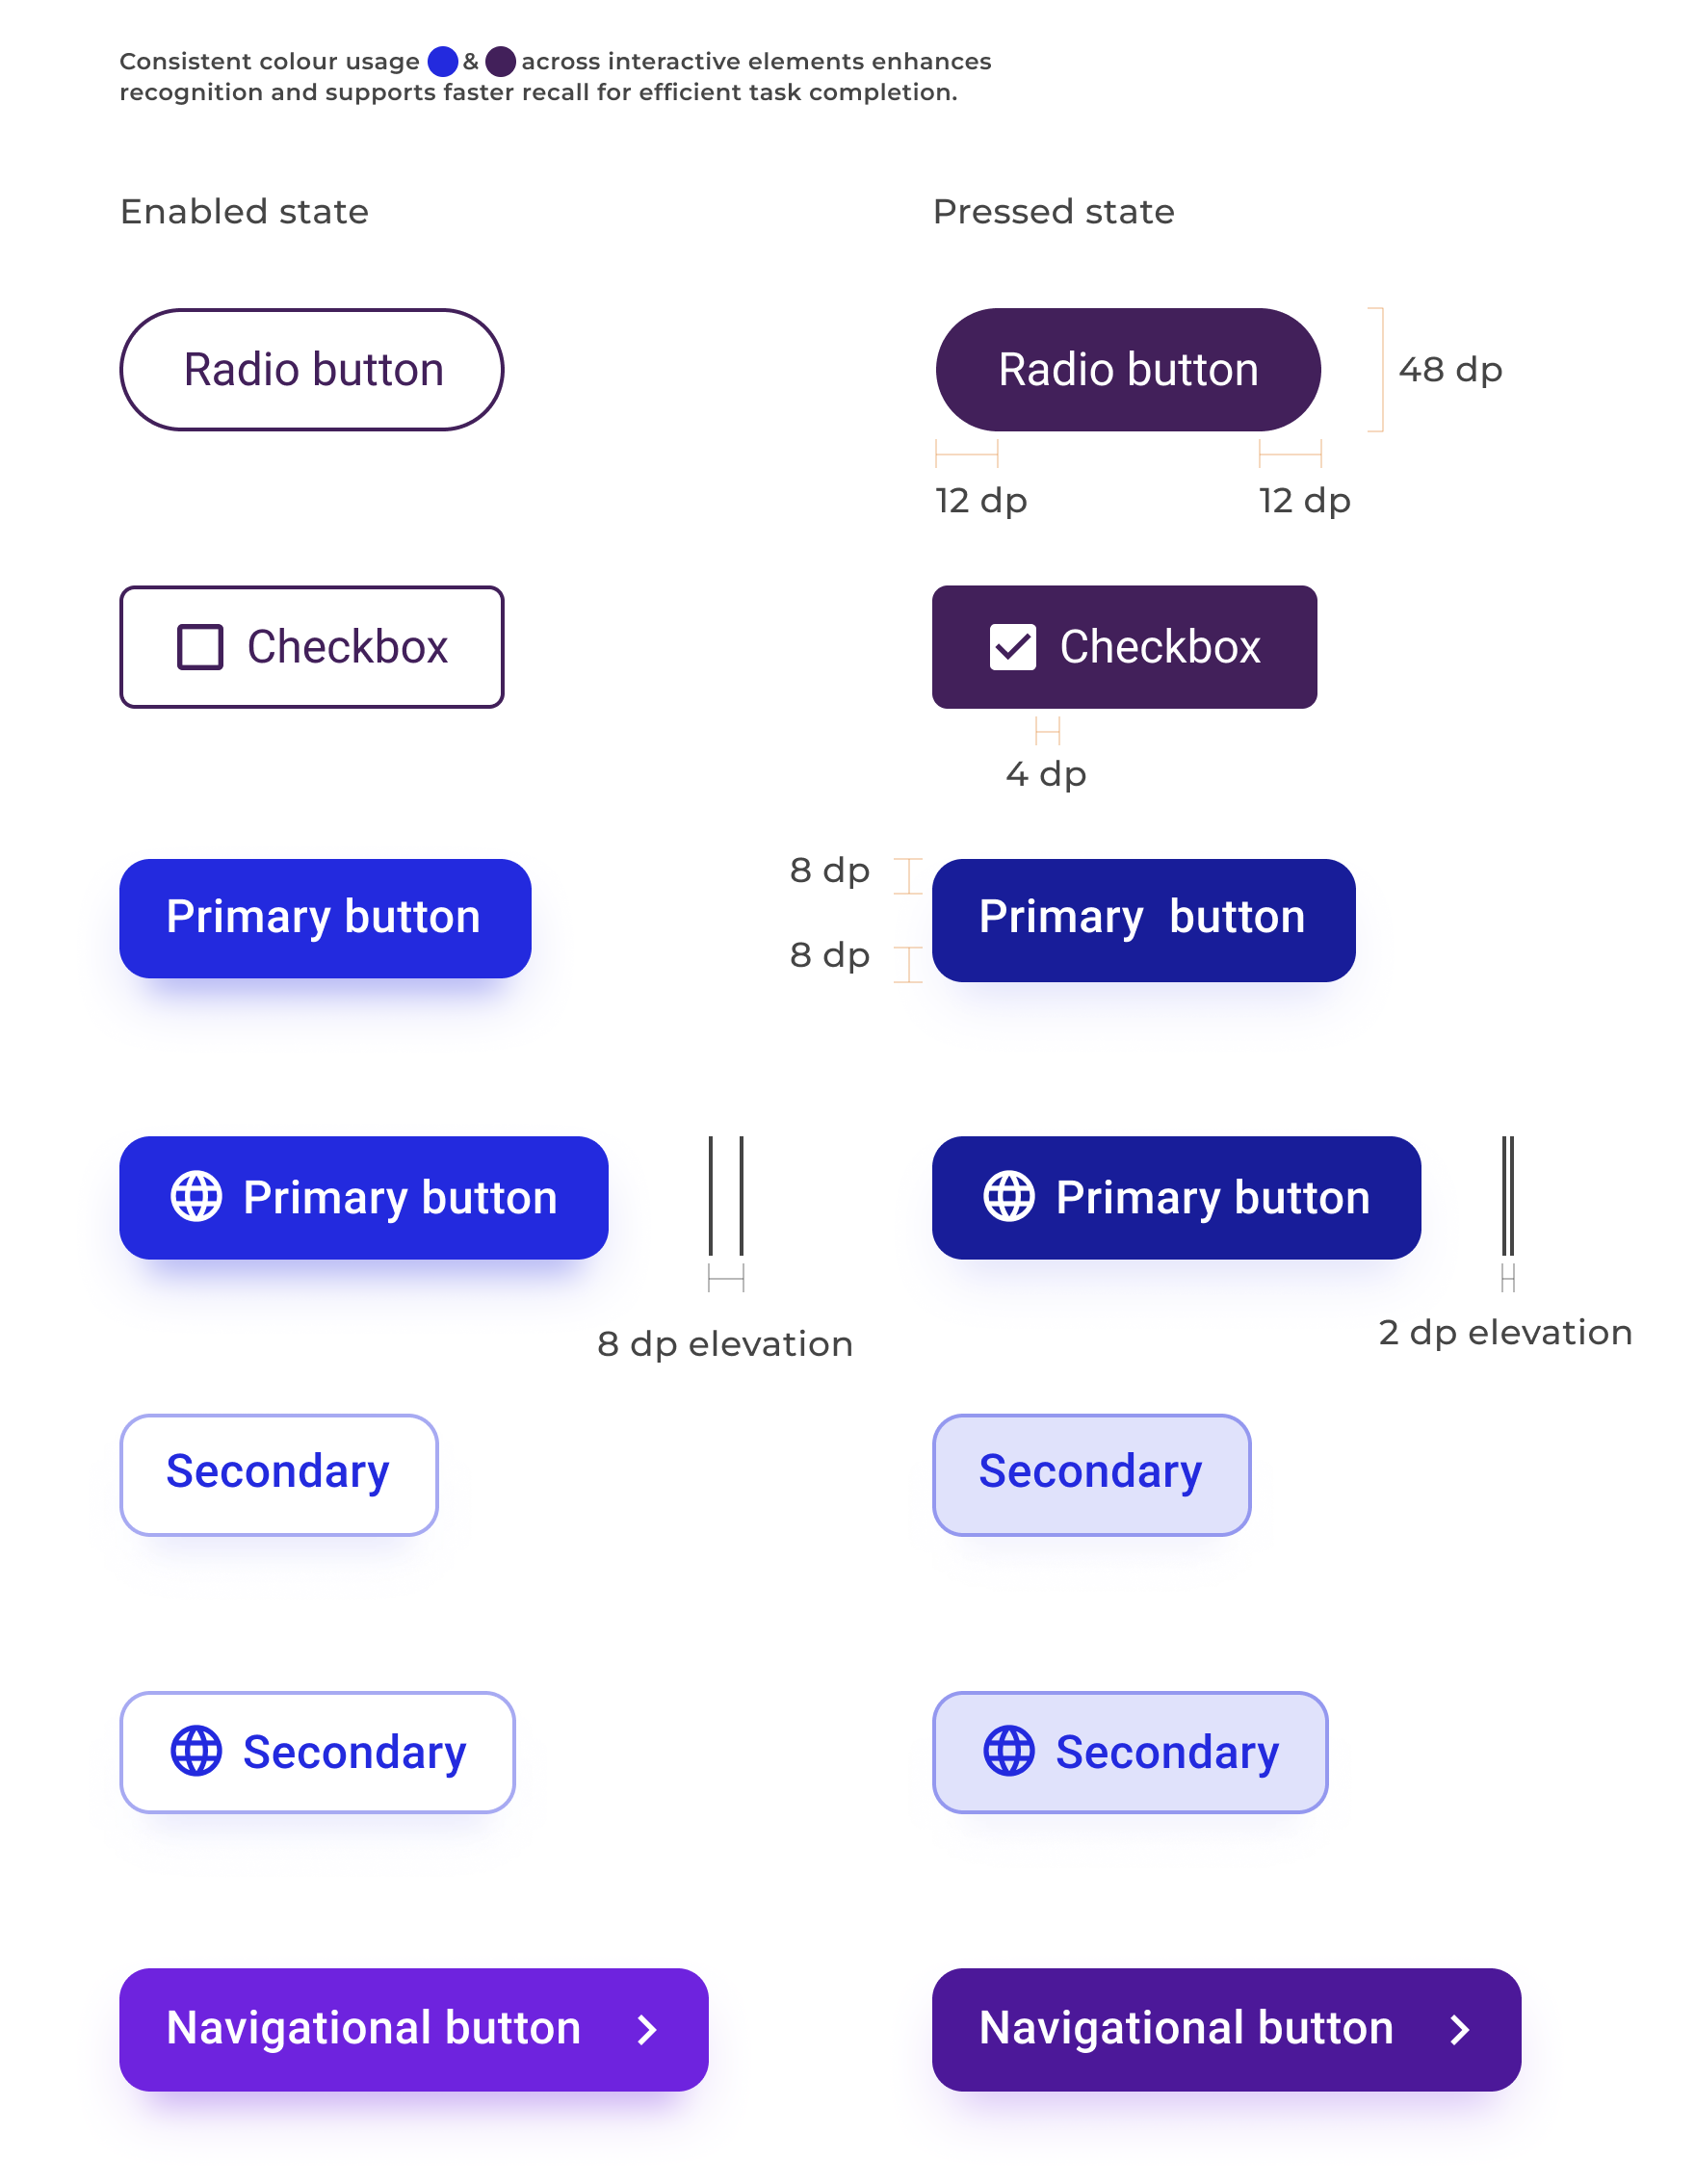 Consistent colour usage & across interactive elements enhances
recognition and supports faster recall for efficient task completion.
Enabled state
Pressed state
Radio button
Radio button
48 dp
12 dp
12 dp
Checkbox
Checkbox
4 dp
Primary button
8 dp
8 dp
Primary  button
Primary button
8 dp elevation
Primary button
2 dp elevation
Secondary
Secondary
Secondary
Secondary
Navigational button
Navigational button